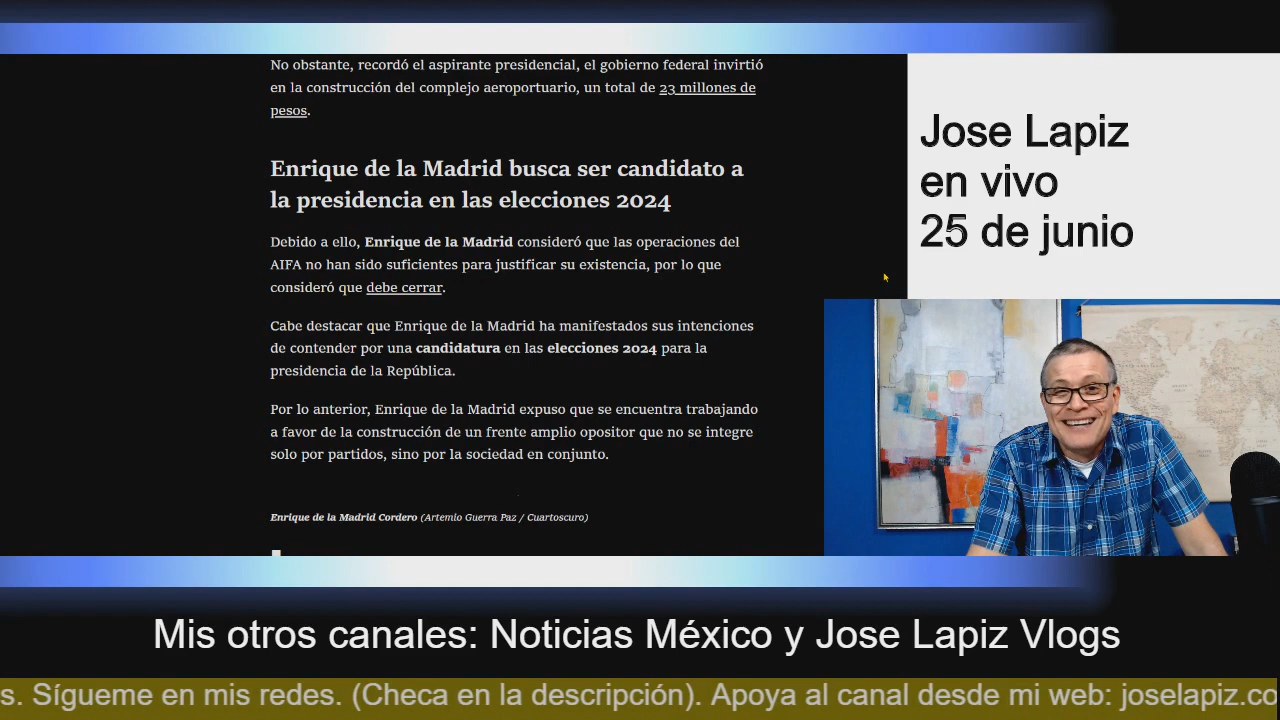 No obstante, recordó el aspirante presidencial, el gobierno federal invirtió
en la construcción del complejo aeroportuario, un total de 23 millones de
pesos.
Enrique de la Madrid busca ser candidato a
la presidencia en las elecciones 2024
Debido a ello, Enrique de la Madrid consideró que las operaciones del
AIFA no han sido suficientes para justificar su existencia, por lo que
consideró que debe cerrar.
Cabe destacar que Enrique de la Madrid ha manifestados sus intenciones
de contender por una candidatura en las elecciones 2024 para la
presidencia de la República.
Por lo anterior, Enrique de la Madrid expuso que se encuentra trabajando
a favor de la construcción de un frente amplio opositor que no se integre
solo por partidos, sino por la sociedad en conjunto.
Enrique de la Madrid Cordero (Artemio Guerra Paz / Cuartoscuro)
Jose Lapiz
en vivo
25 de junio
Mis otros canales: Noticias México y Jose Lapiz Vlogs
s. Sígueme en mis redes. (Checa en la descripción). Apoya al canal desde mi web: joselapiz.co